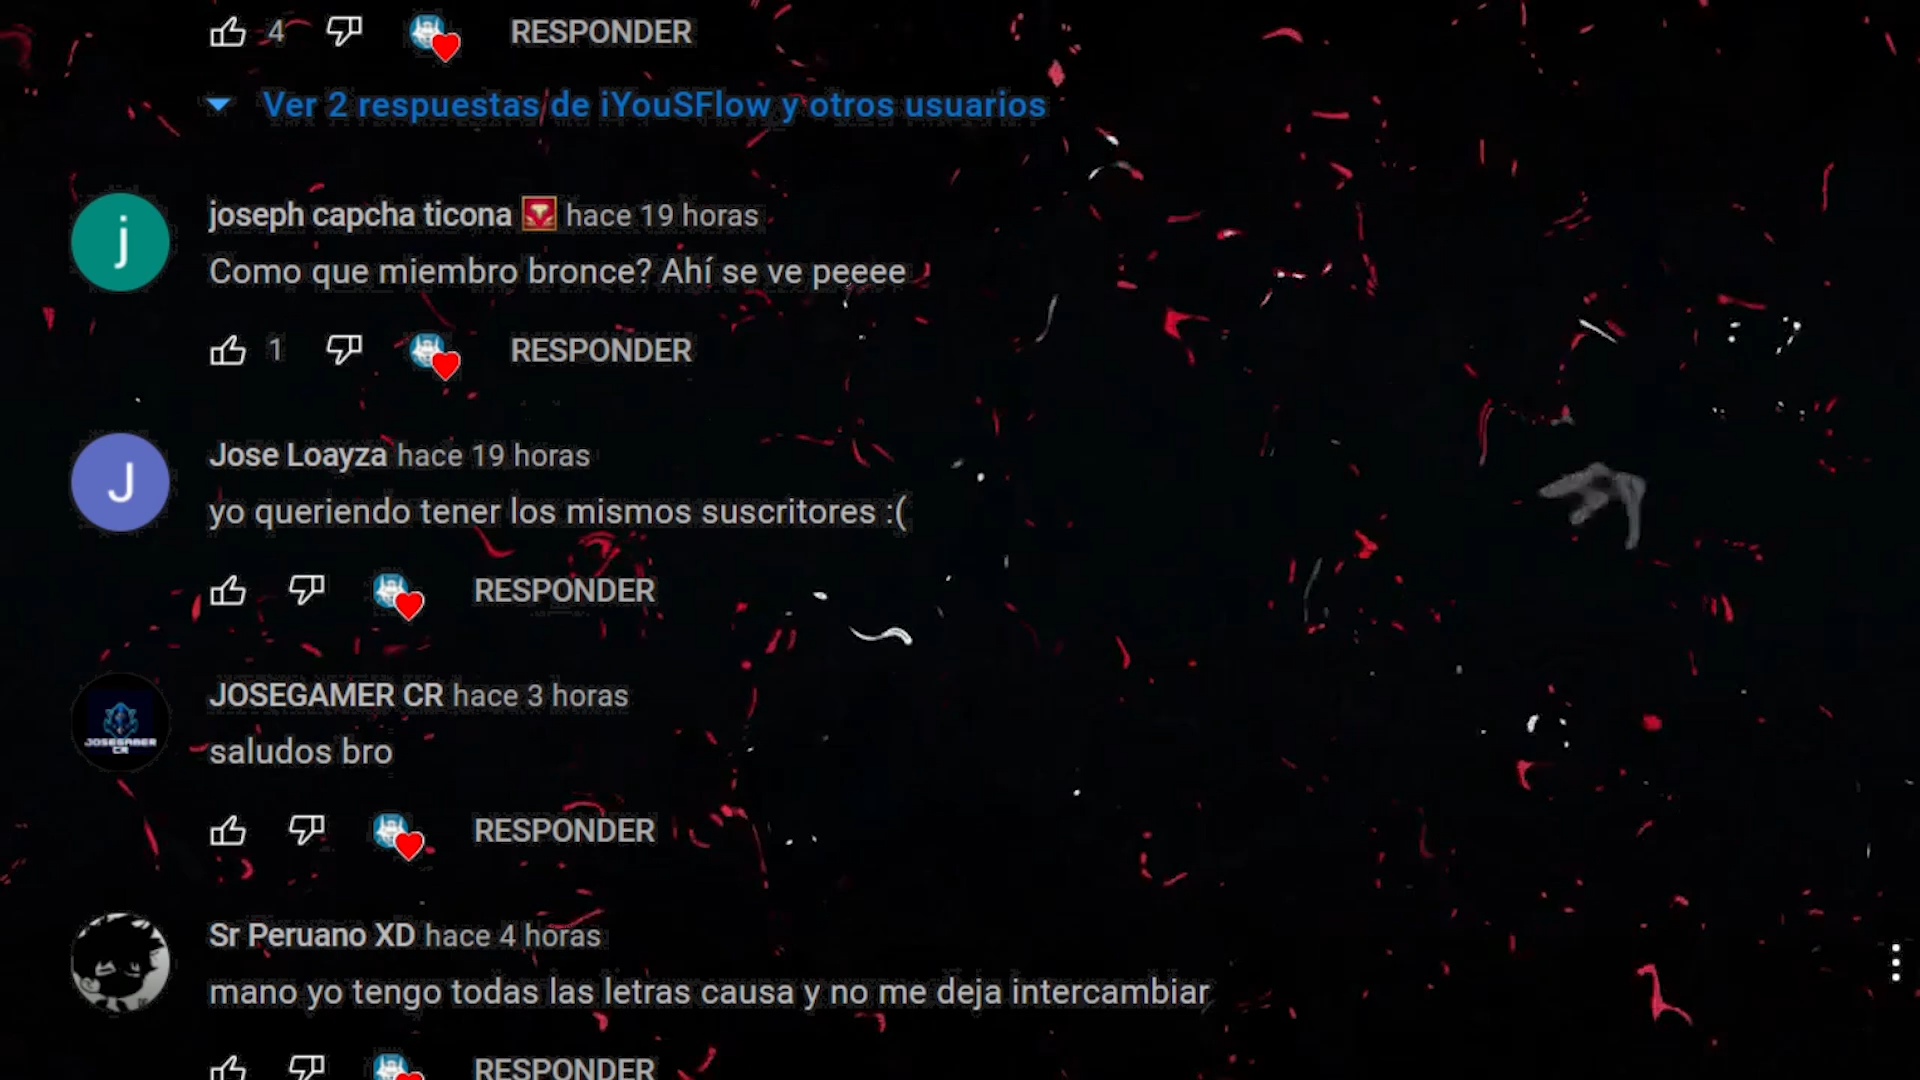 4 RESPONDER
Ver 2 respuestas de iYouSFlow y otros usuarios
j
joseph capcha ticona hace 19 horas
Como que miembro bronce? Ahí se ve peeee
1 RESPONDER
J
Jose Loayza hace 19 horas
yo queriendo tener los mismos suscritores :(
RESPONDER
JOSEGAMER CR hace 3 horas
JOSEGAMER
CR
saludos bro
RESPONDER
Sr Peruano XD hace 4 horas
mano yo tengo todas las letras causa y no me deja intercambiar
RESPONDER